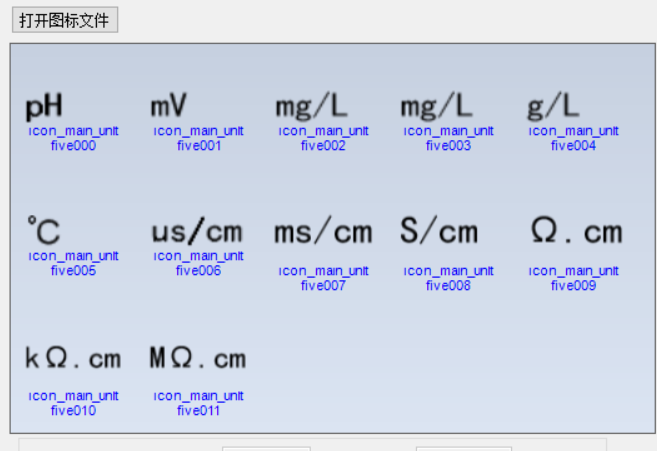 打开图标文件
pH mV mg/L mg/L g/L
icon_main_unit icon_main_unit icon_main_unit icon_main_unit icon_main_unit
five000 five001 five002 five003 five004
℃ us/cm ms/cm S/cm Ω.cm
icon_main_unit icon_main_unit icon_main_unit icon_main_unit icon_main_unit
five005 five006 five007 five008 five009
kΩ.cm MΩ.cm
icon_main_unit icon_main_unit
five010 five011